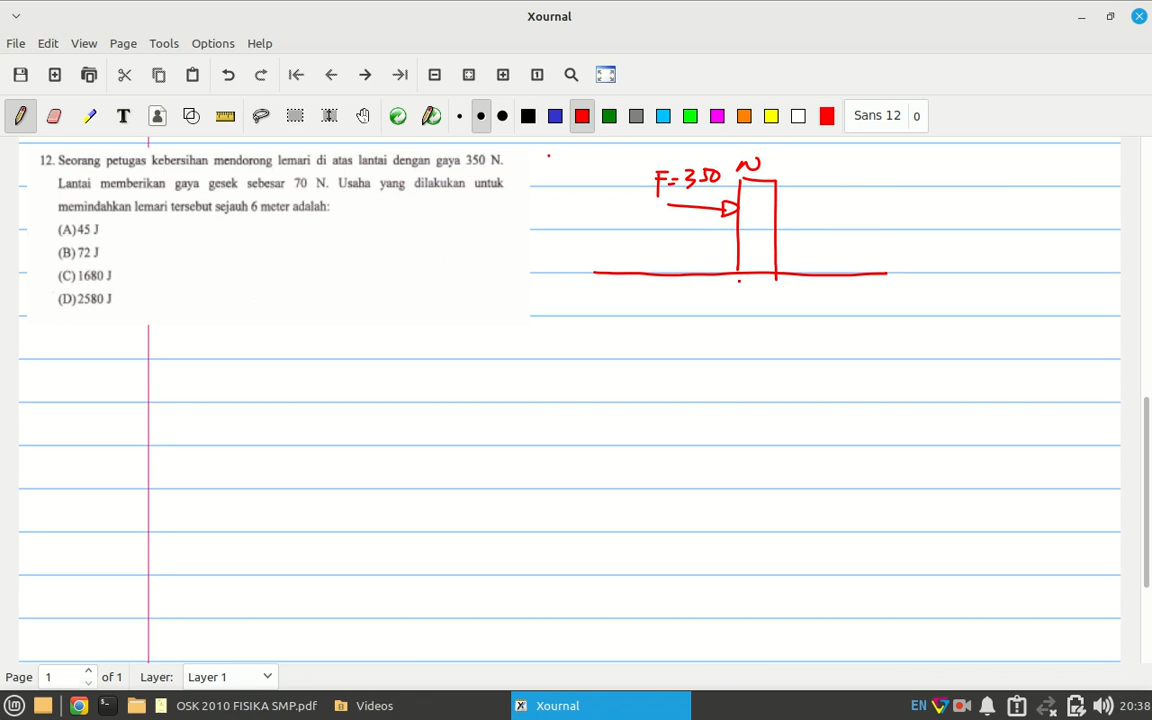 Xournal
File Edit View Page Tools Options Help
Sans 12 0
12. Seorang petugas kebersihan mendorong lemari di atas lantai dengan gaya 350 N.
Lantai memberikan gaya gesek sebesar 70 N. Usaha yang dilakukan untuk
memindahkan lemari tersebut sejauh 6 meter adalah:
(A) 45 J
(B) 72 J
(C) 1680 J
(D) 2580 J
F = 350 N
Page 1 of 1 Layer: Layer 1
OSK 2010 FISIKA SMP.pdf Videos Xournal EN 20:38